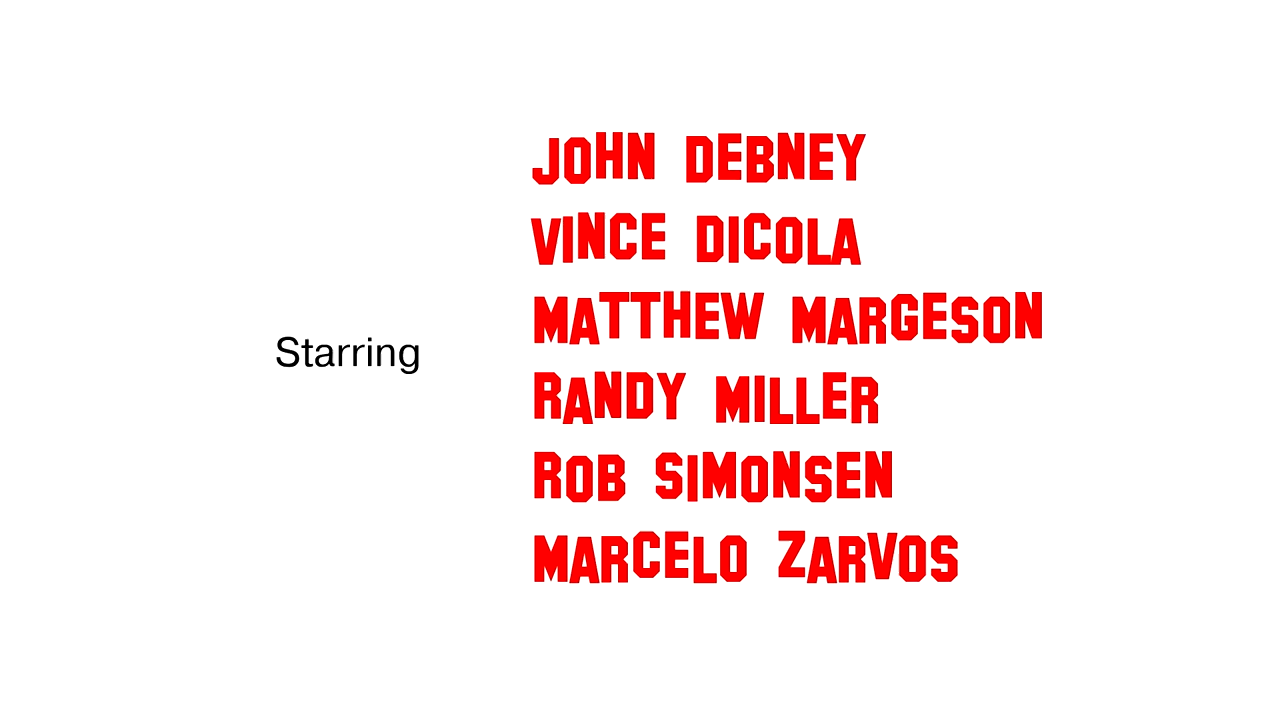 Starring
JOHN DEBNEY
VINCE DICOLA
MATTHEW MARGESON
RANDY MILLER
ROB SIMONSEN
MARCELO ZARVOS